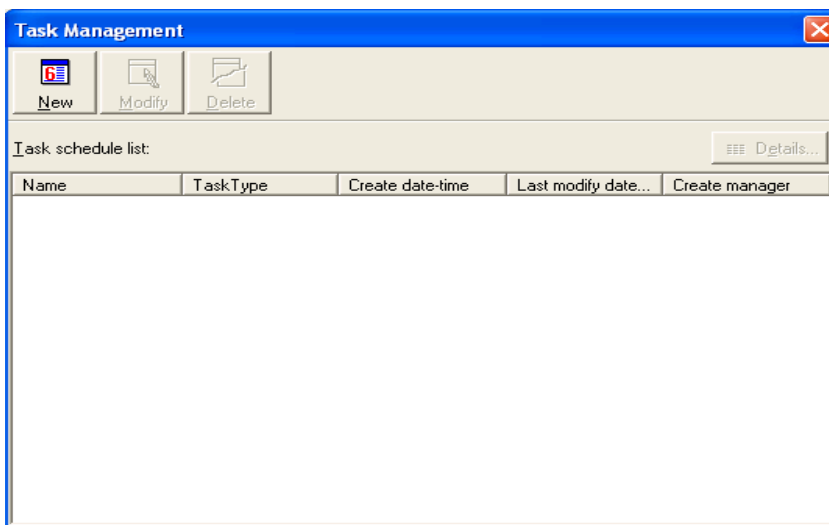 Task Management
6
New Modify Delete
Task schedule list: Details...
Name TaskType Create date-time Last modify date... Create manager